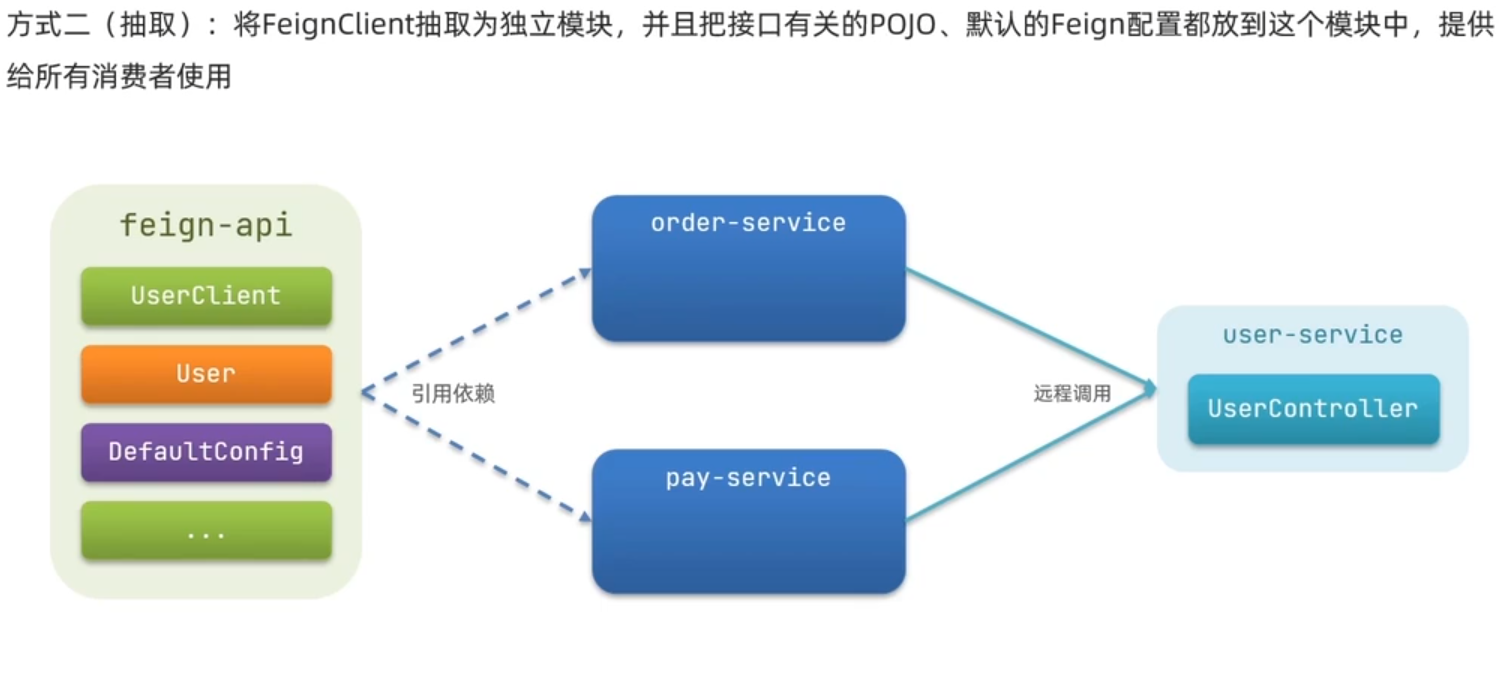 方式二（抽取）：将FeignClient抽取为独立模块，并且把接口有关的POJO、默认的Feign配置都放到这个模块中，提供
给所有消费者使用
feign-api
UserClient
User
DefaultConfig
...
引用依赖
order-service
pay-service
远程调用
user-service
UserController